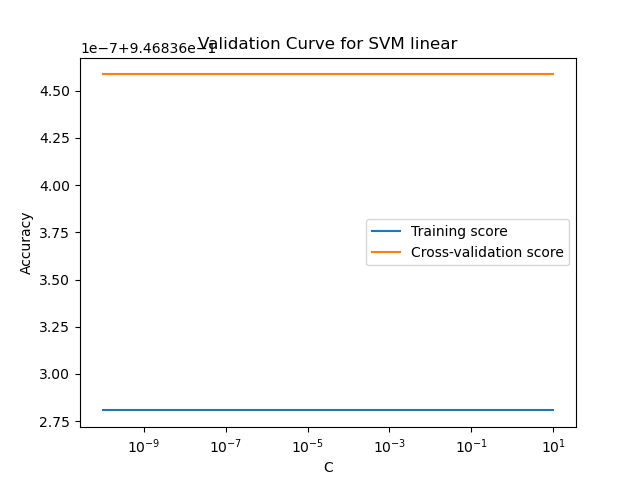 Validation Curve for SVM linear
1e−7+9.46836e−1
4.50
4.25
4.00
3.75
3.50
3.25
3.00
2.75
Accuracy
Training score
Cross-validation score
10⁻⁹ 10⁻⁷ 10⁻⁵ 10⁻³ 10⁻¹ 10¹
C